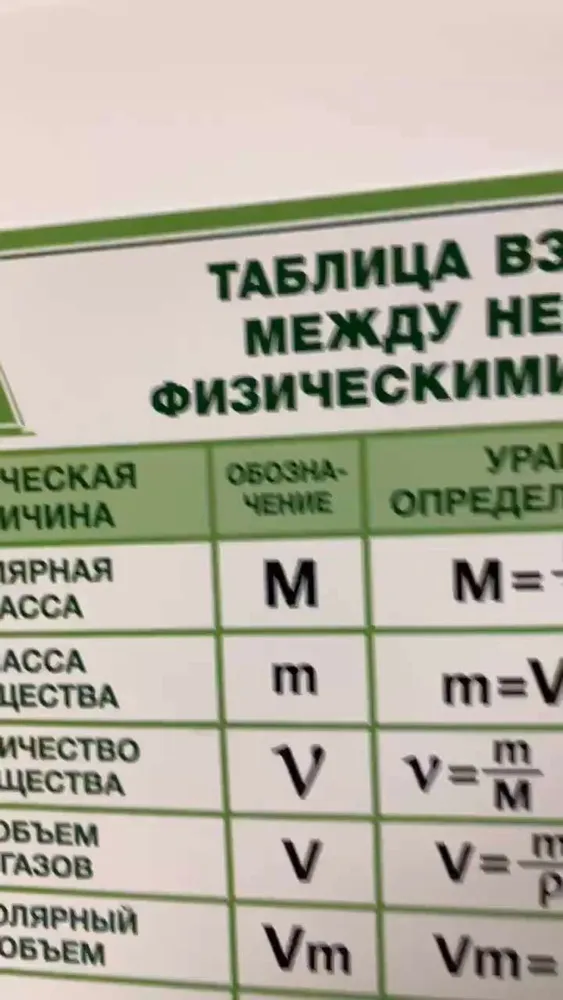 ТАБЛИЦА ВЗ
МЕЖДУ НЕ
ФИЗИЧЕСКИМИ
ЧЕСКАЯ
ИЧИНА
ОБОЗНА-
ЧЕНИЕ
УРА
ОПРЕДЕЛ
ЛЯРНАЯ
АССА
M
M=
АССА
ЩЕСТВА
m
m=V
ИЧЕСТВО
ЩЕСТВА
ν
ν=m/M
ОБЪЕМ
ГАЗОВ
V
V=m/ρ
ОЛЯРНЫЙ
ОБЪЕМ
Vm
Vm=